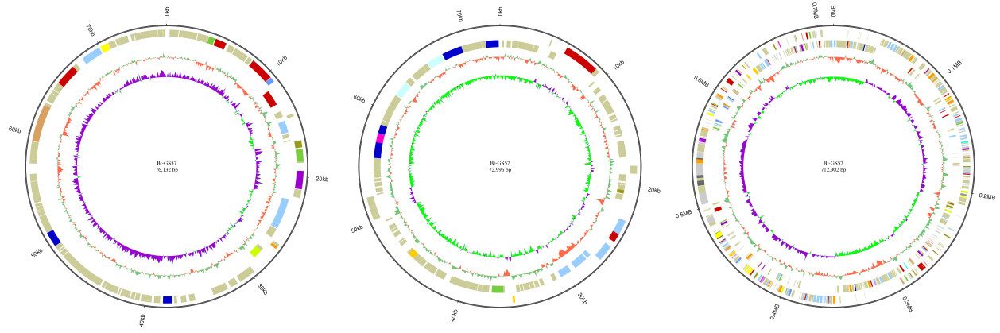 0kb
10kb
20kb
30kb
40kb
50kb
60kb
70kb
Bt-GS57
76,132 bp
0kb
10kb
20kb
30kb
40kb
50kb
60kb
70kb
Bt-GS57
72,996 bp
0MB
0.1MB
0.2MB
0.3MB
0.4MB
0.5MB
0.6MB
0.7MB
Bt-GS57
712,902 bp